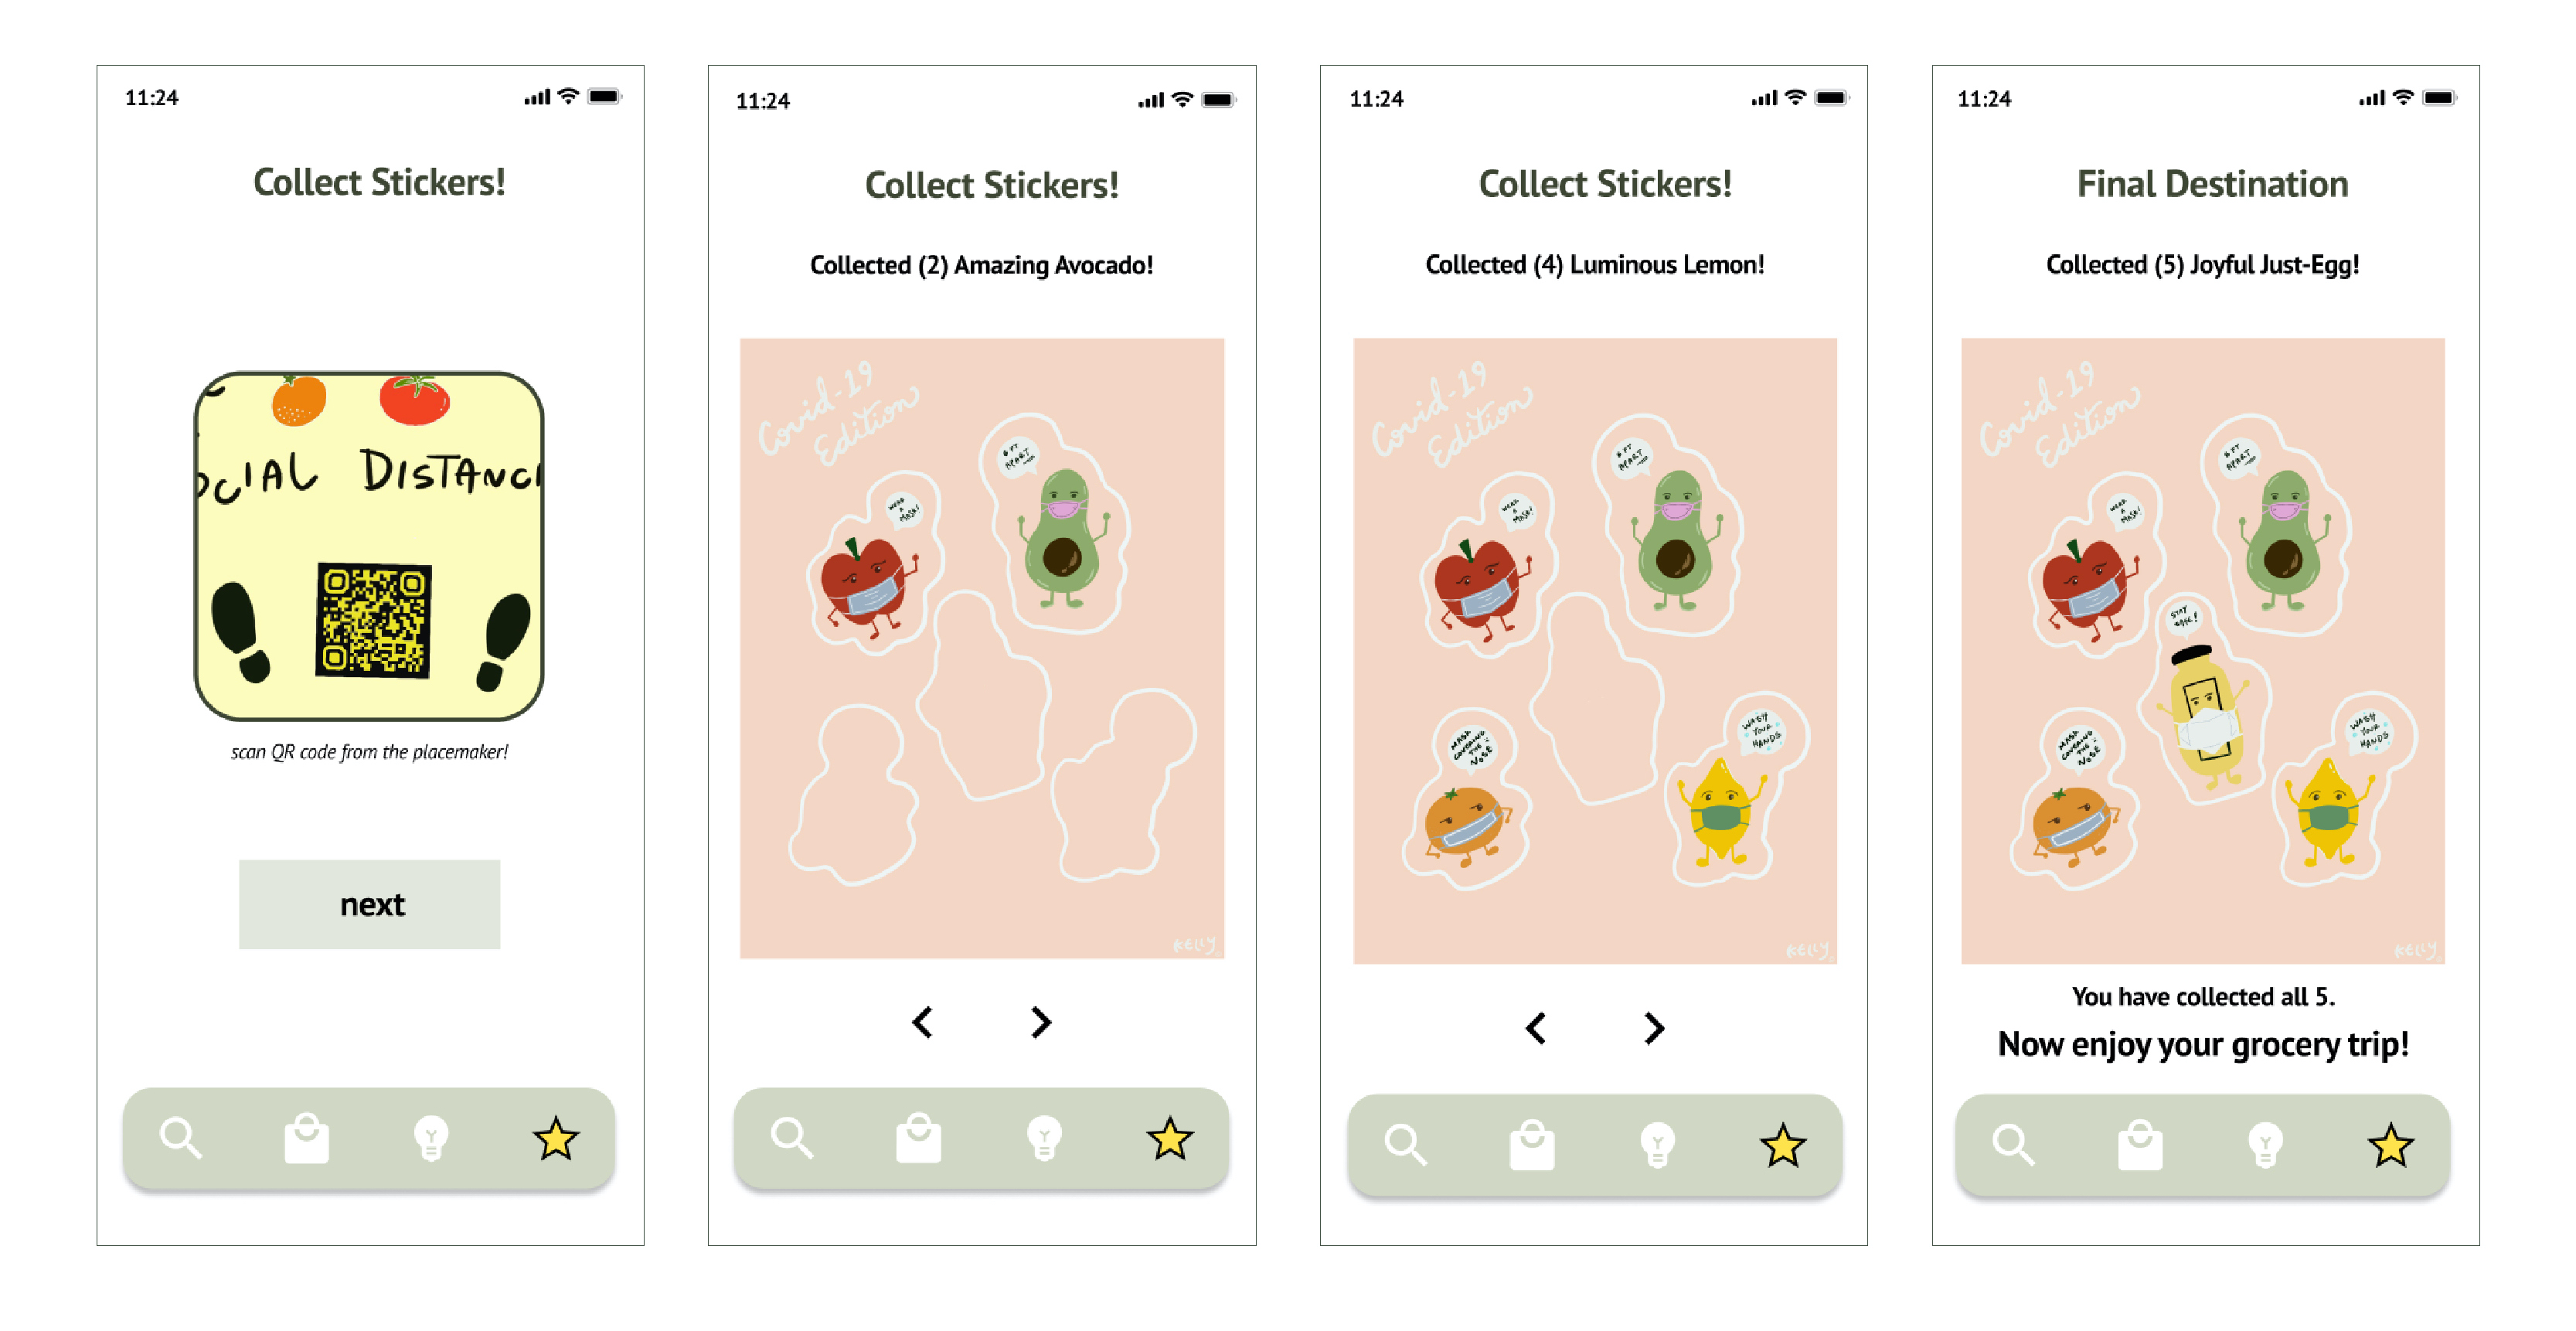 11:24
Collect Stickers!
OCIAL DISTANC
scan QR code from the placemaker!
next
11:24
Collect Stickers!
Collected (2) Amazing Avocado!
Covid-19
Edition
6 FT
APART
WEAR
A
MASK!
KELLY
11:24
Collect Stickers!
Collected (4) Luminous Lemon!
Covid-19
Edition
6 FT
APART
WEAR
A
MASK!
WASH
YOUR
HANDS
MASK
COVERING
THE
NOSE
KELLY
11:24
Final Destination
Collected (5) Joyful Just-Egg!
Covid-19
Edition
6 FT
APART
WEAR
A
MASK!
STAY
SAFE!
WASH
YOUR
HANDS
MASK
COVERING
THE
NOSE
KELLY
You have collected all 5.
Now enjoy your grocery trip!